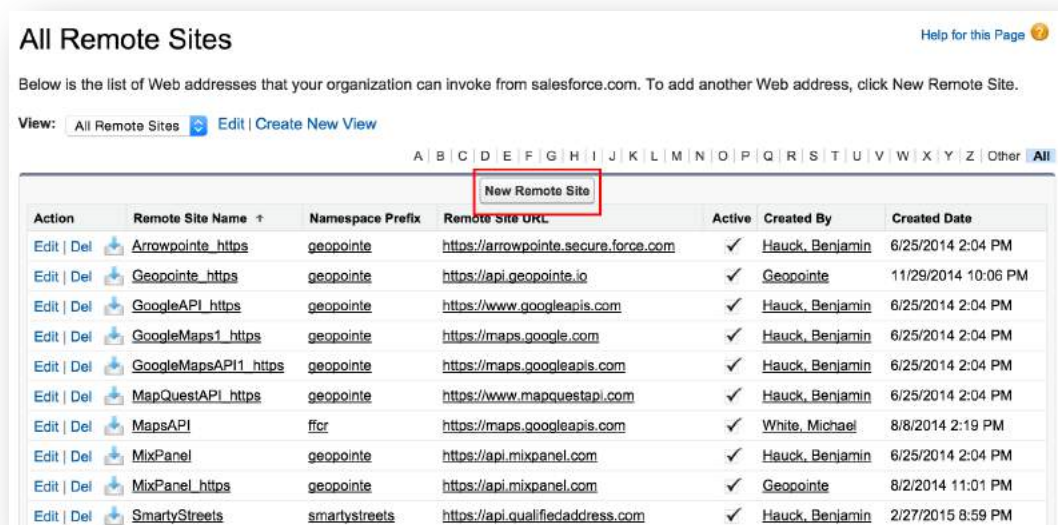 All Remote Sites
Help for this Page ?
Below is the list of Web addresses that your organization can invoke from salesforce.com. To add another Web address, click New Remote Site.
View: All Remote Sites Edit | Create New View
A | B | C | D | E | F | G | H | I | J | K | L | M | N | O | P | Q | R | S | T | U | V | W | X | Y | Z | Other All
New Remote Site
Action Remote Site Name ↑ Namespace Prefix Remote Site URL Active Created By Created Date
Edit | Del Arrowpointe_https geopointe https://arrowpointe.secure.force.com ✓ Hauck, Benjamin 6/25/2014 2:04 PM
Edit | Del Geopointe_https geopointe https://api.geopointe.io ✓ Geopointe 11/29/2014 10:06 PM
Edit | Del GoogleAPI_https geopointe https://www.googleapis.com ✓ Hauck, Benjamin 6/25/2014 2:04 PM
Edit | Del GoogleMaps1_https geopointe https://maps.google.com ✓ Hauck, Benjamin 6/25/2014 2:04 PM
Edit | Del GoogleMapsAPI1_https geopointe https://maps.googleapis.com ✓ Hauck, Benjamin 6/25/2014 2:04 PM
Edit | Del MapQuestAPI_https geopointe https://www.mapquestapi.com ✓ Hauck, Benjamin 6/25/2014 2:04 PM
Edit | Del MapsAPI ffcr https://maps.googleapis.com ✓ White, Michael 8/8/2014 2:19 PM
Edit | Del MixPanel geopointe https://api.mixpanel.com ✓ Hauck, Benjamin 6/25/2014 2:04 PM
Edit | Del MixPanel_https geopointe https://api.mixpanel.com ✓ Geopointe 8/2/2014 11:01 PM
Edit | Del SmartyStreets smartystreets https://api.qualifiedaddress.com ✓ Hauck, Benjamin 2/27/2015 8:59 PM